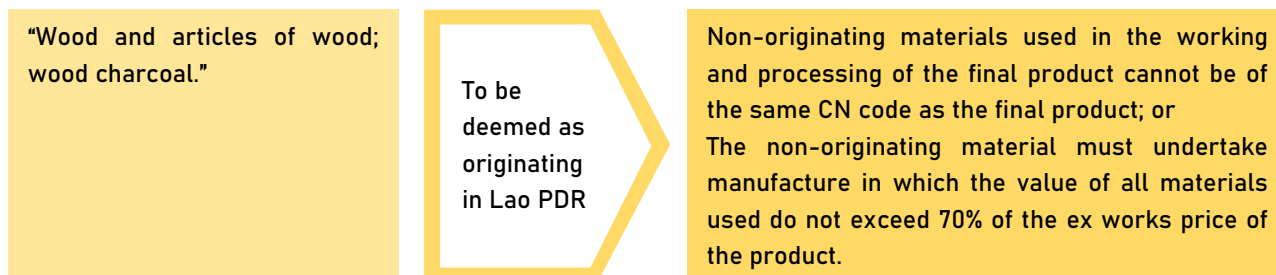 “Wood and articles of wood;
wood charcoal.”
To be
deemed as
originating
in Lao PDR
Non-originating materials used in the working
and processing of the final product cannot be of
the same CN code as the final product; or
The non-originating material must undertake
manufacture in which the value of all materials
used do not exceed 70% of the ex works price of
the product.